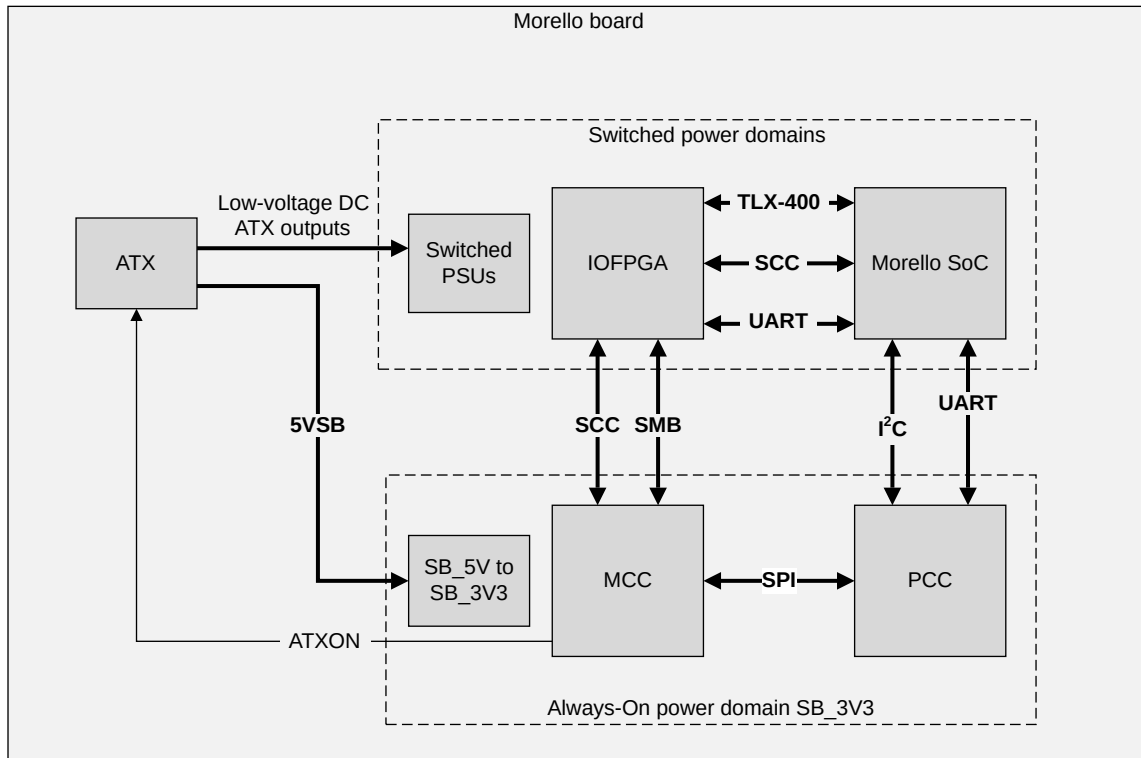 Morello board
Switched power domains
Low-voltage DC
ATX outputs
ATX
Switched
PSUs
IOFPGA
TLX-400
SCC
UART
Morello SoC
5VSB
SCC
SMB
I²C
UART
SB_5V to
SB_3V3
MCC
SPI
PCC
ATXON
Always-On power domain SB_3V3